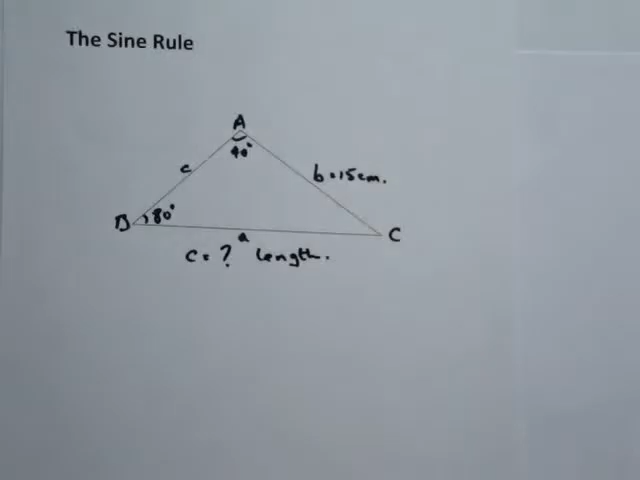 The Sine Rule
A
40°
c
b=15cm.
B
80°
a
C
c=? length.